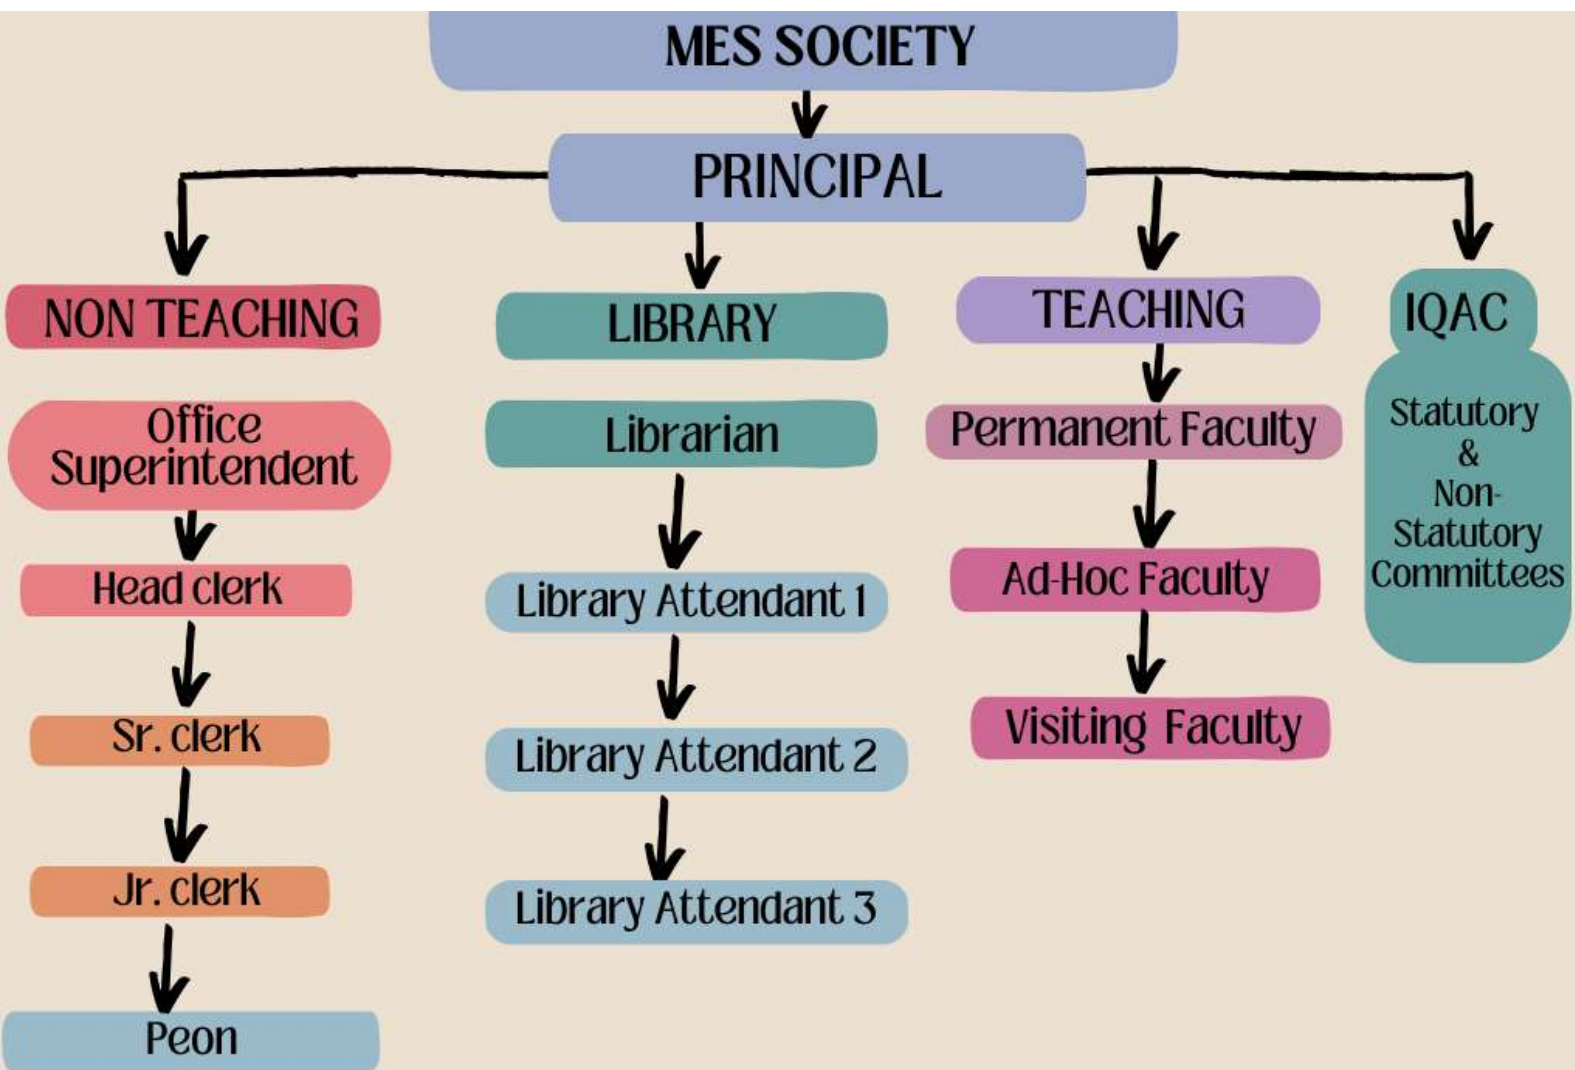 MES SOCIETY
PRINCIPAL
NON TEACHING
Office
Superintendent
Head clerk
Sr. clerk
Jr. clerk
Peon
LIBRARY
Librarian
Library Attendant 1
Library Attendant 2
Library Attendant 3
TEACHING
Permanent Faculty
Ad-Hoc Faculty
Visiting Faculty
IQAC
Statutory
&
Non-
Statutory
Committees